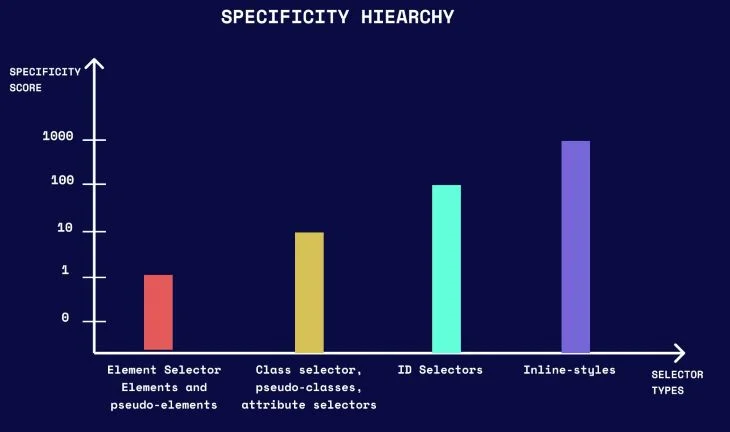 SPECIFICITY HIEARCHY
SPECIFICITY
SCORE
1000
100
10
1
0
Element Selector
Elements and
pseudo-elements
Class selector,
pseudo-classes,
attribute selectors
ID Selectors
Inline-styles
SELECTOR
TYPES